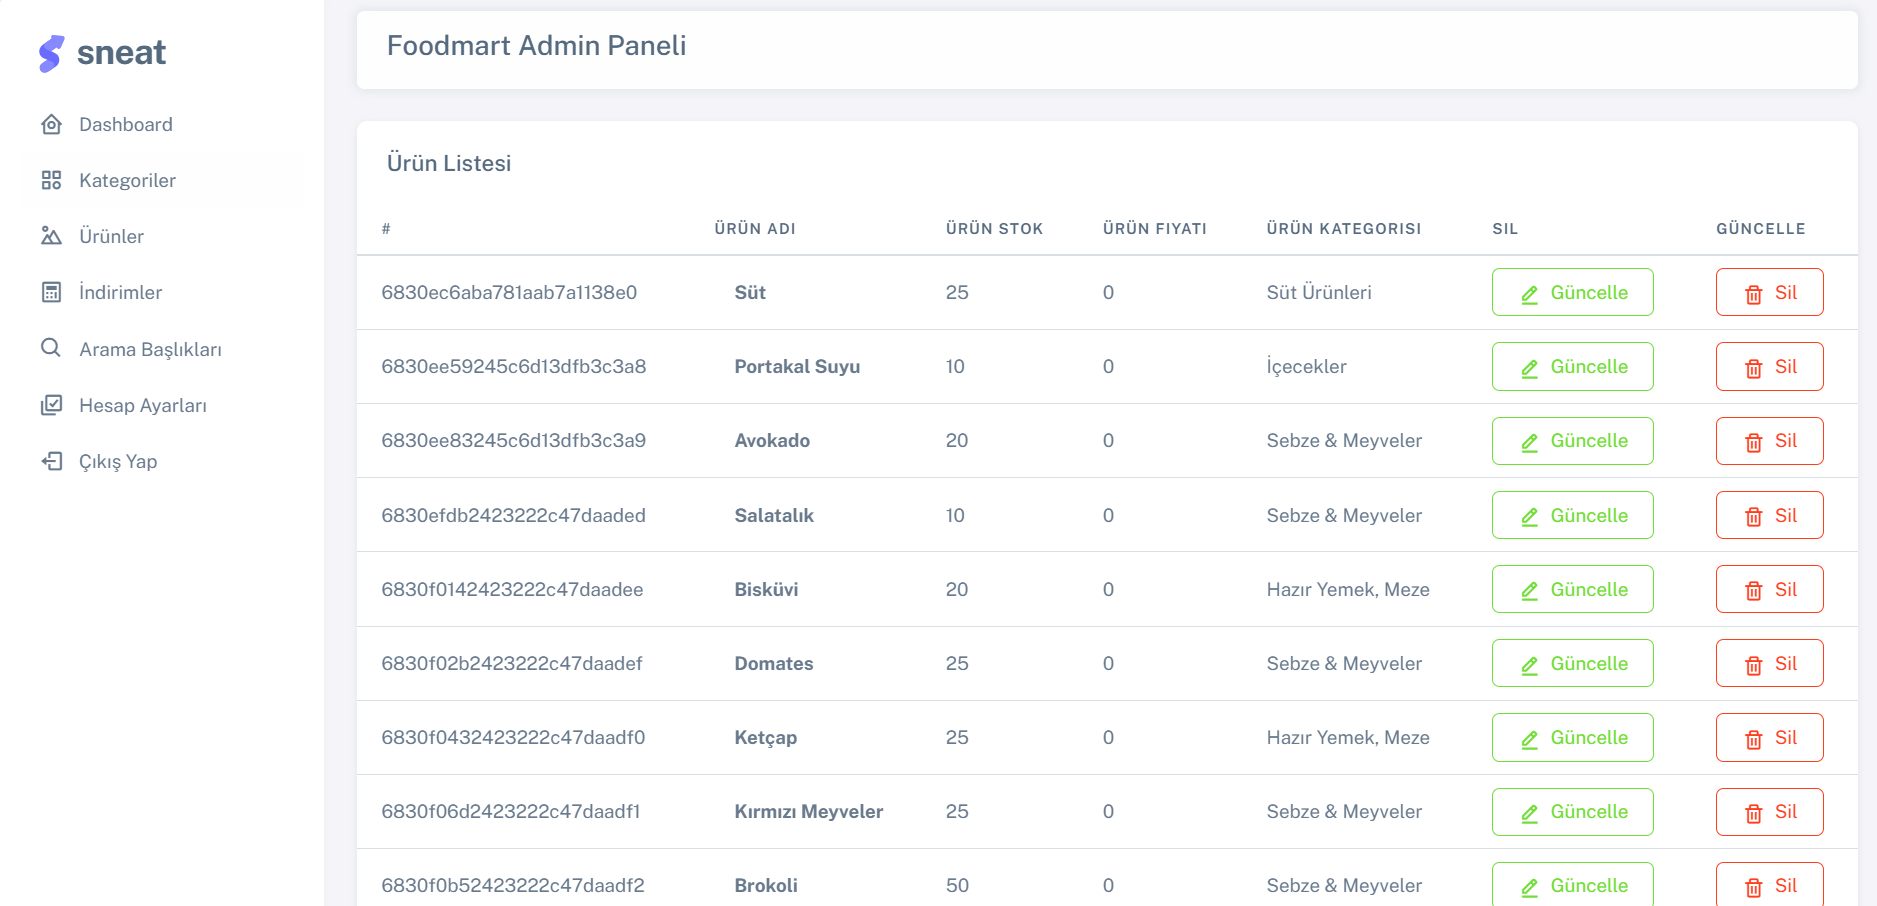 sneat
Dashboard
Kategoriler
Ürünler
İndirimler
Arama Başlıkları
Hesap Ayarları
Çıkış Yap
Foodmart Admin Paneli
Ürün Listesi
# ÜRÜN ADI ÜRÜN STOK ÜRÜN FIYATI ÜRÜN KATEGORISI SIL GÜNCELLE
6830ec6aba781aab7a1138e0 Süt 25 0 Süt Ürünleri Güncelle Sil
6830ee59245c6d13dfb3c3a8 Portakal Suyu 10 0 İçecekler Güncelle Sil
6830ee83245c6d13dfb3c3a9 Avokado 20 0 Sebze & Meyveler Güncelle Sil
6830efdb2423222c47daaded Salatalık 10 0 Sebze & Meyveler Güncelle Sil
6830f0142423222c47daadee Bisküvi 20 0 Hazır Yemek, Meze Güncelle Sil
6830f02b2423222c47daadef Domates 25 0 Sebze & Meyveler Güncelle Sil
6830f0432423222c47daadf0 Ketçap 25 0 Hazır Yemek, Meze Güncelle Sil
6830f06d2423222c47daadf1 Kırmızı Meyveler 25 0 Sebze & Meyveler Güncelle Sil
6830f0b52423222c47daadf2 Brokoli 50 0 Sebze & Meyveler Güncelle Sil